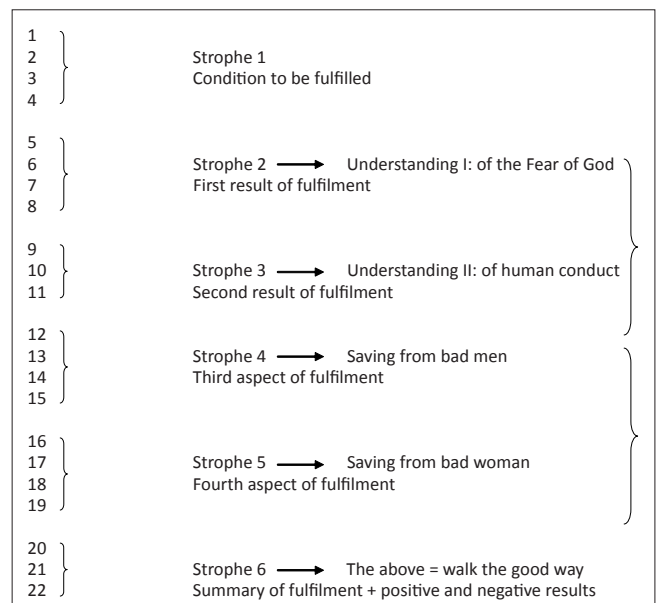 1
2 Strophe 1
3 Condition to be fulfilled
4
5
6 Strophe 2 → Understanding I: of the Fear of God
7 First result of fulfilment
8
9
10 Strophe 3 → Understanding II: of human conduct
11 Second result of fulfilment
12
13 Strophe 4 → Saving from bad men
14 Third aspect of fulfilment
15
16
17 Strophe 5 → Saving from bad woman
18 Fourth aspect of fulfilment
19
20
21 Strophe 6 → The above = walk the good way
22 Summary of fulfilment + positive and negative results